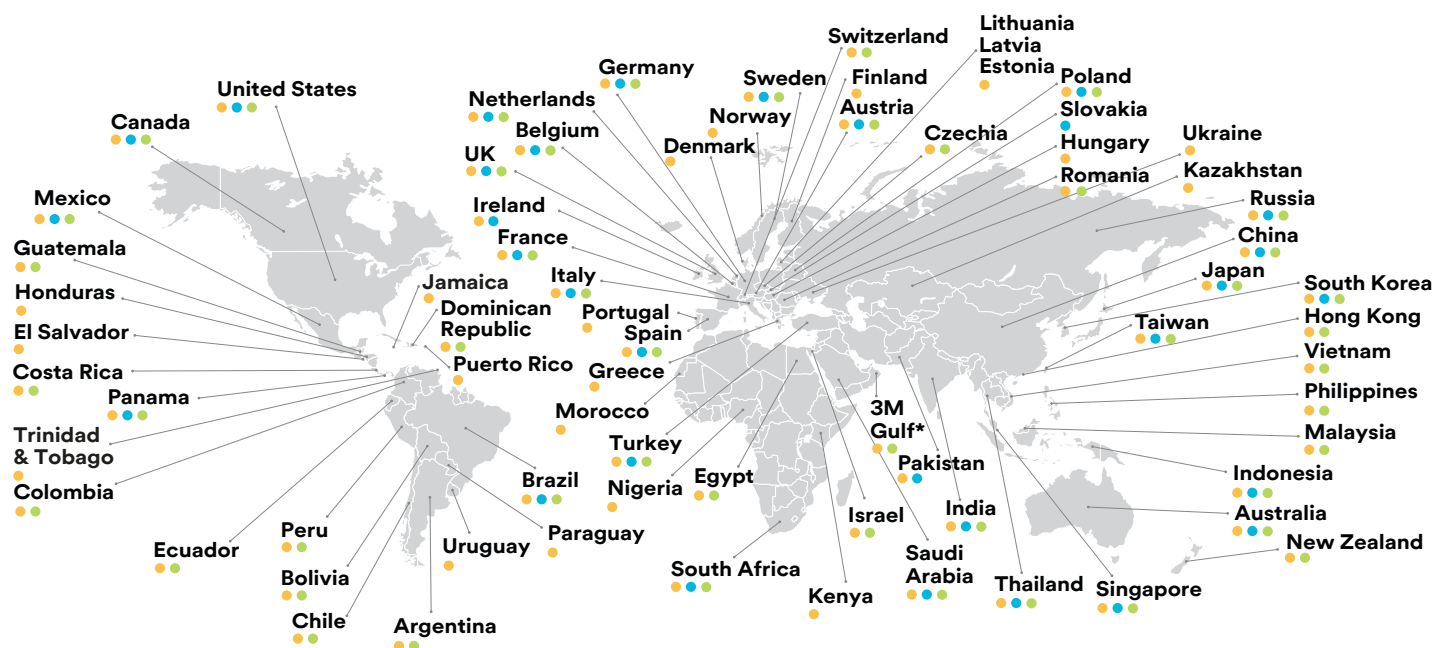 United States
Canada
Mexico
Guatemala
Honduras
El Salvador
Costa Rica
Panama
Trinidad
& Tobago
Colombia
Ecuador
Peru
Bolivia
Chile
Argentina
Uruguay
Paraguay
Brazil
Jamaica
Dominican
Republic
Puerto Rico
Germany
Netherlands
Belgium
UK
Ireland
France
Italy
Portugal
Spain
Greece
Morocco
Turkey
Nigeria
Egypt
South Africa
Kenya
Israel
Saudi
Arabia
3M
Gulf*
Pakistan
India
Thailand
Singapore
Switzerland
Sweden
Finland
Norway
Austria
Denmark
Lithuania
Latvia
Estonia
Poland
Slovakia
Czechia
Hungary
Romania
Ukraine
Kazakhstan
Russia
China
Japan
South Korea
Taiwan
Hong Kong
Vietnam
Philippines
Malaysia
Indonesia
Australia
New Zealand